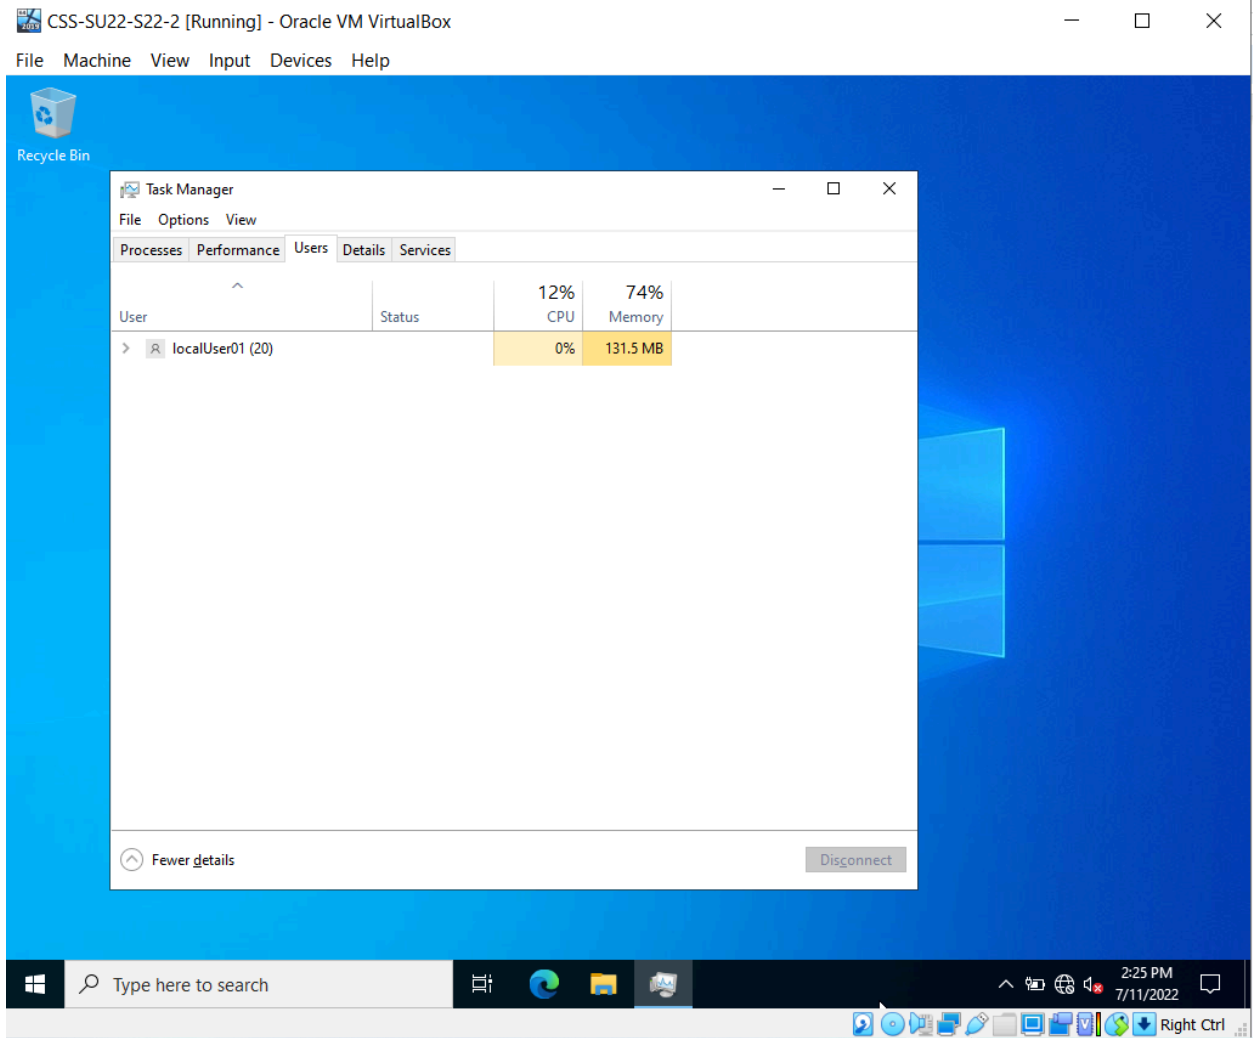 CSS-SU22-S22-2 [Running] - Oracle VM VirtualBox
File Machine View Input Devices Help
Recycle Bin
Task Manager
File Options View
Processes Performance Users Details Services
12% 74%
User Status CPU Memory
localUser01 (20) 0% 131.5 MB
Fewer details Disconnect
Type here to search
2:25 PM
7/11/2022
Right Ctrl